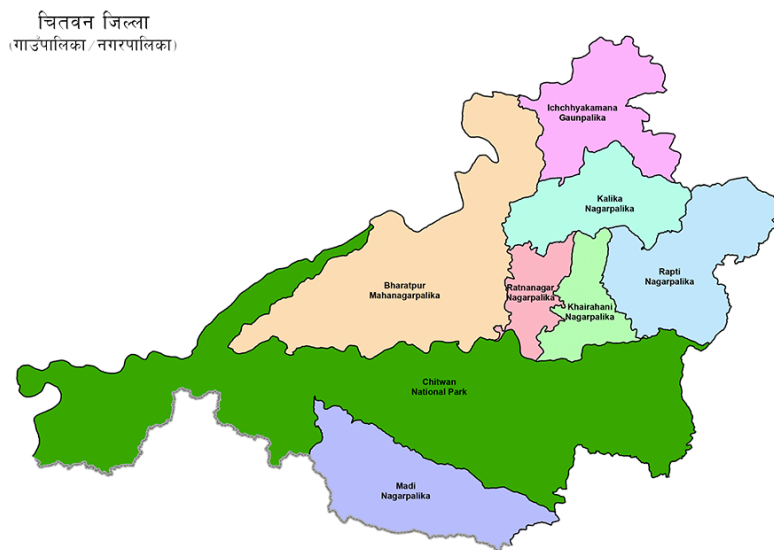 चितवन जिल्ला
(गाउँपालिका/नगरपालिका)
Ichchhyakamana
Gaunpalika
Kalika
Nagarpalika
Bharatpur
Mahanagarpalika
Ratnanagar
Nagarpalika
Khairahani
Nagarpalika
Rapti
Nagarpalika
Chitwan
National Park
Madi
Nagarpalika